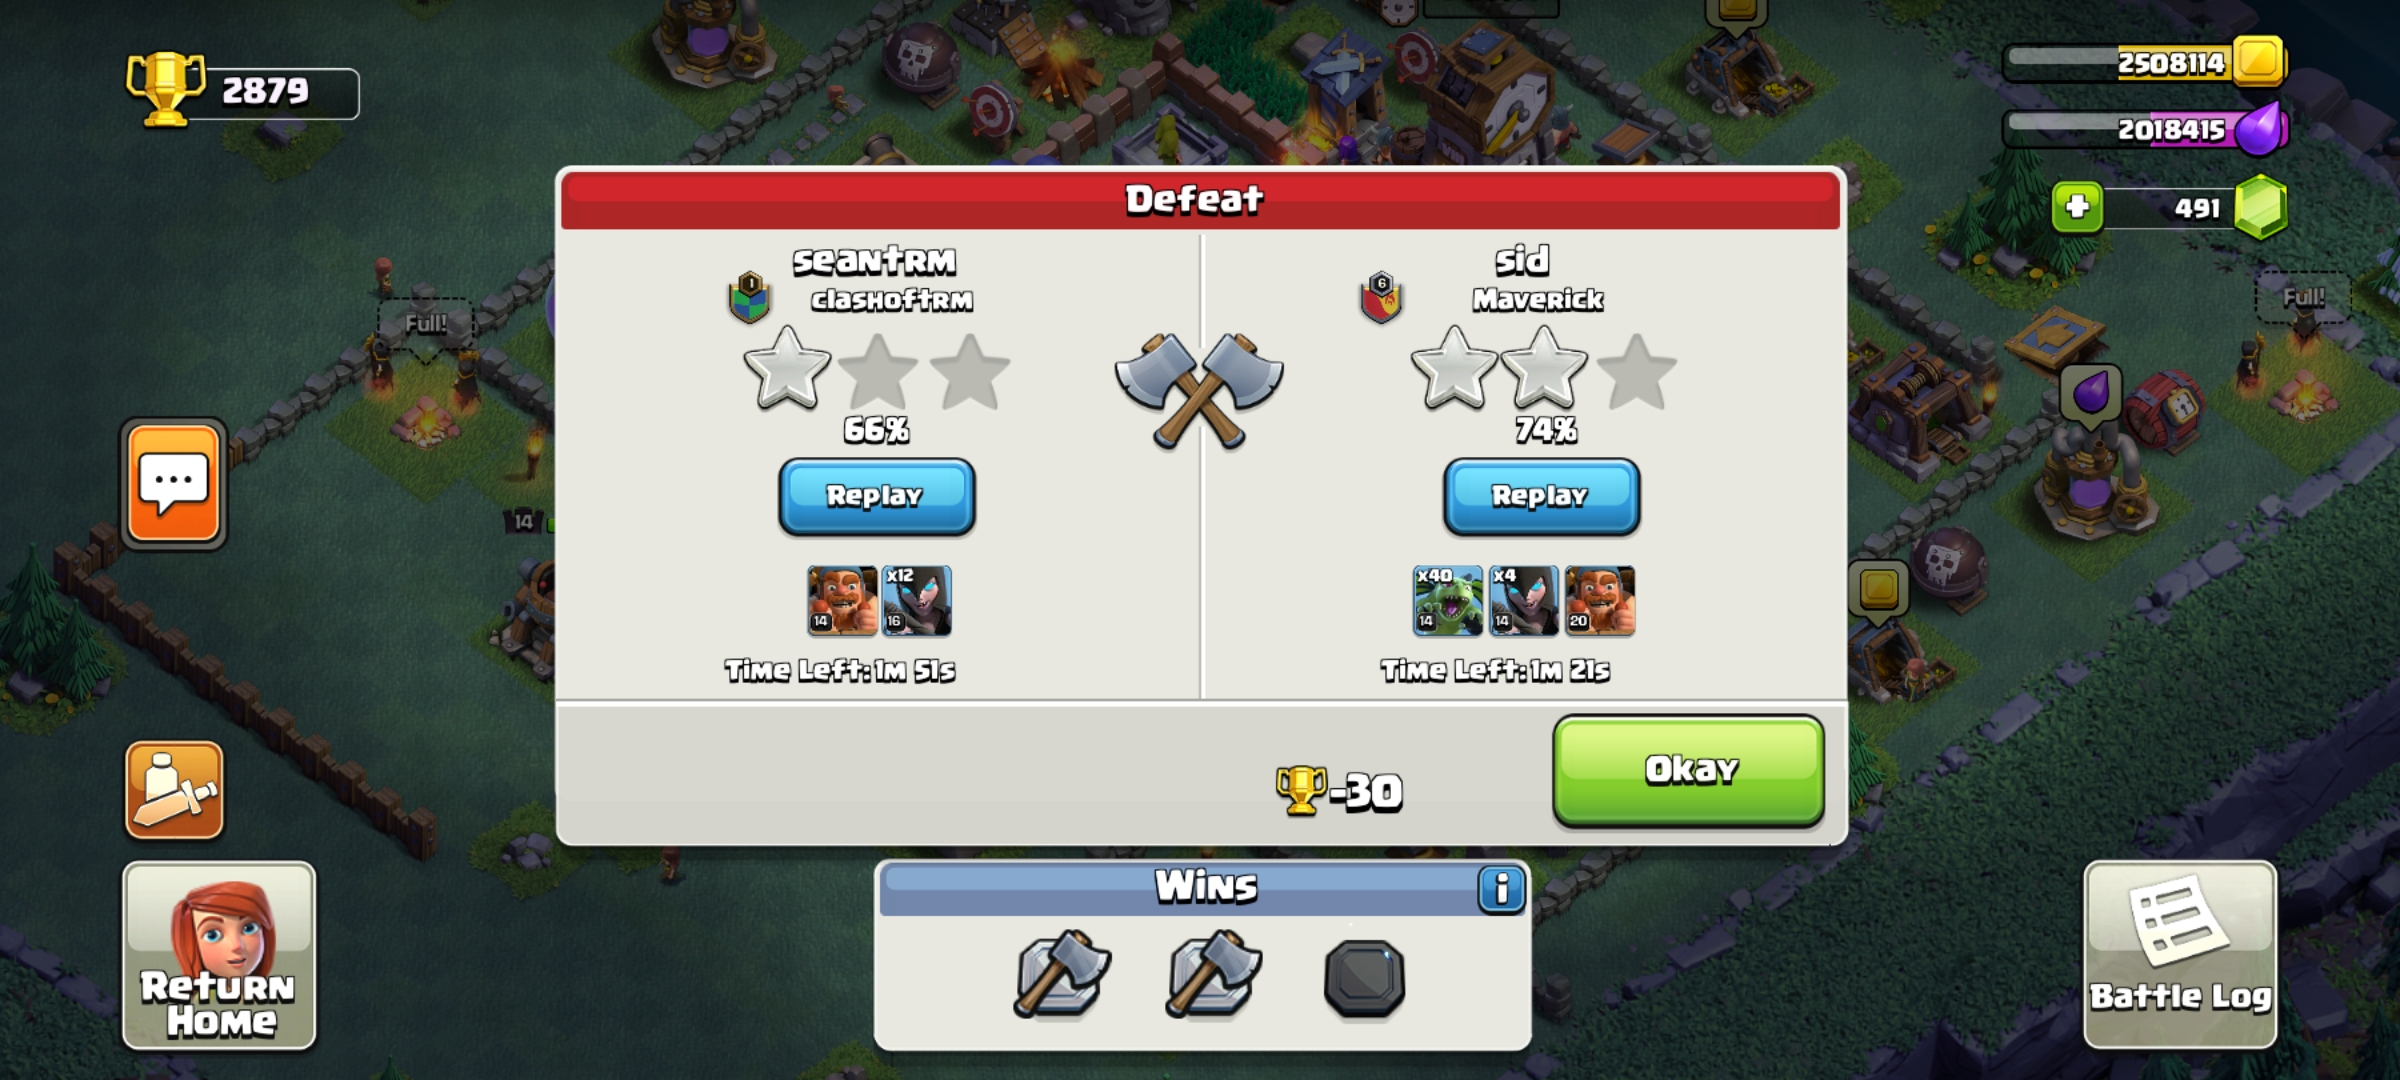 2879
2508114
2018415
491
Defeat
seantrm
1
clashoftrm
66%
Replay
14
x12
16
Time Left: 1m 51s
sid
6
Maverick
74%
Replay
x40
14
x4
14
20
Time Left: 1m 21s
-30
Okay
Full!
Full!
14
Wins
i
Return
Home
Battle Log